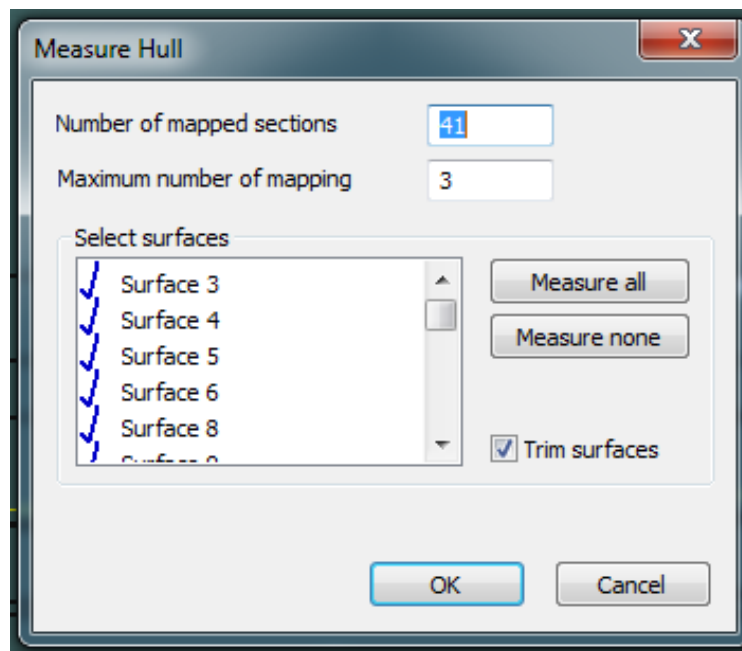 Measure Hull
X
Number of mapped sections 41
Maximum number of mapping 3
Select surfaces
Surface 3
Surface 4
Surface 5
Surface 6
Surface 8
Measure all
Measure none
Trim surfaces
OK
Cancel